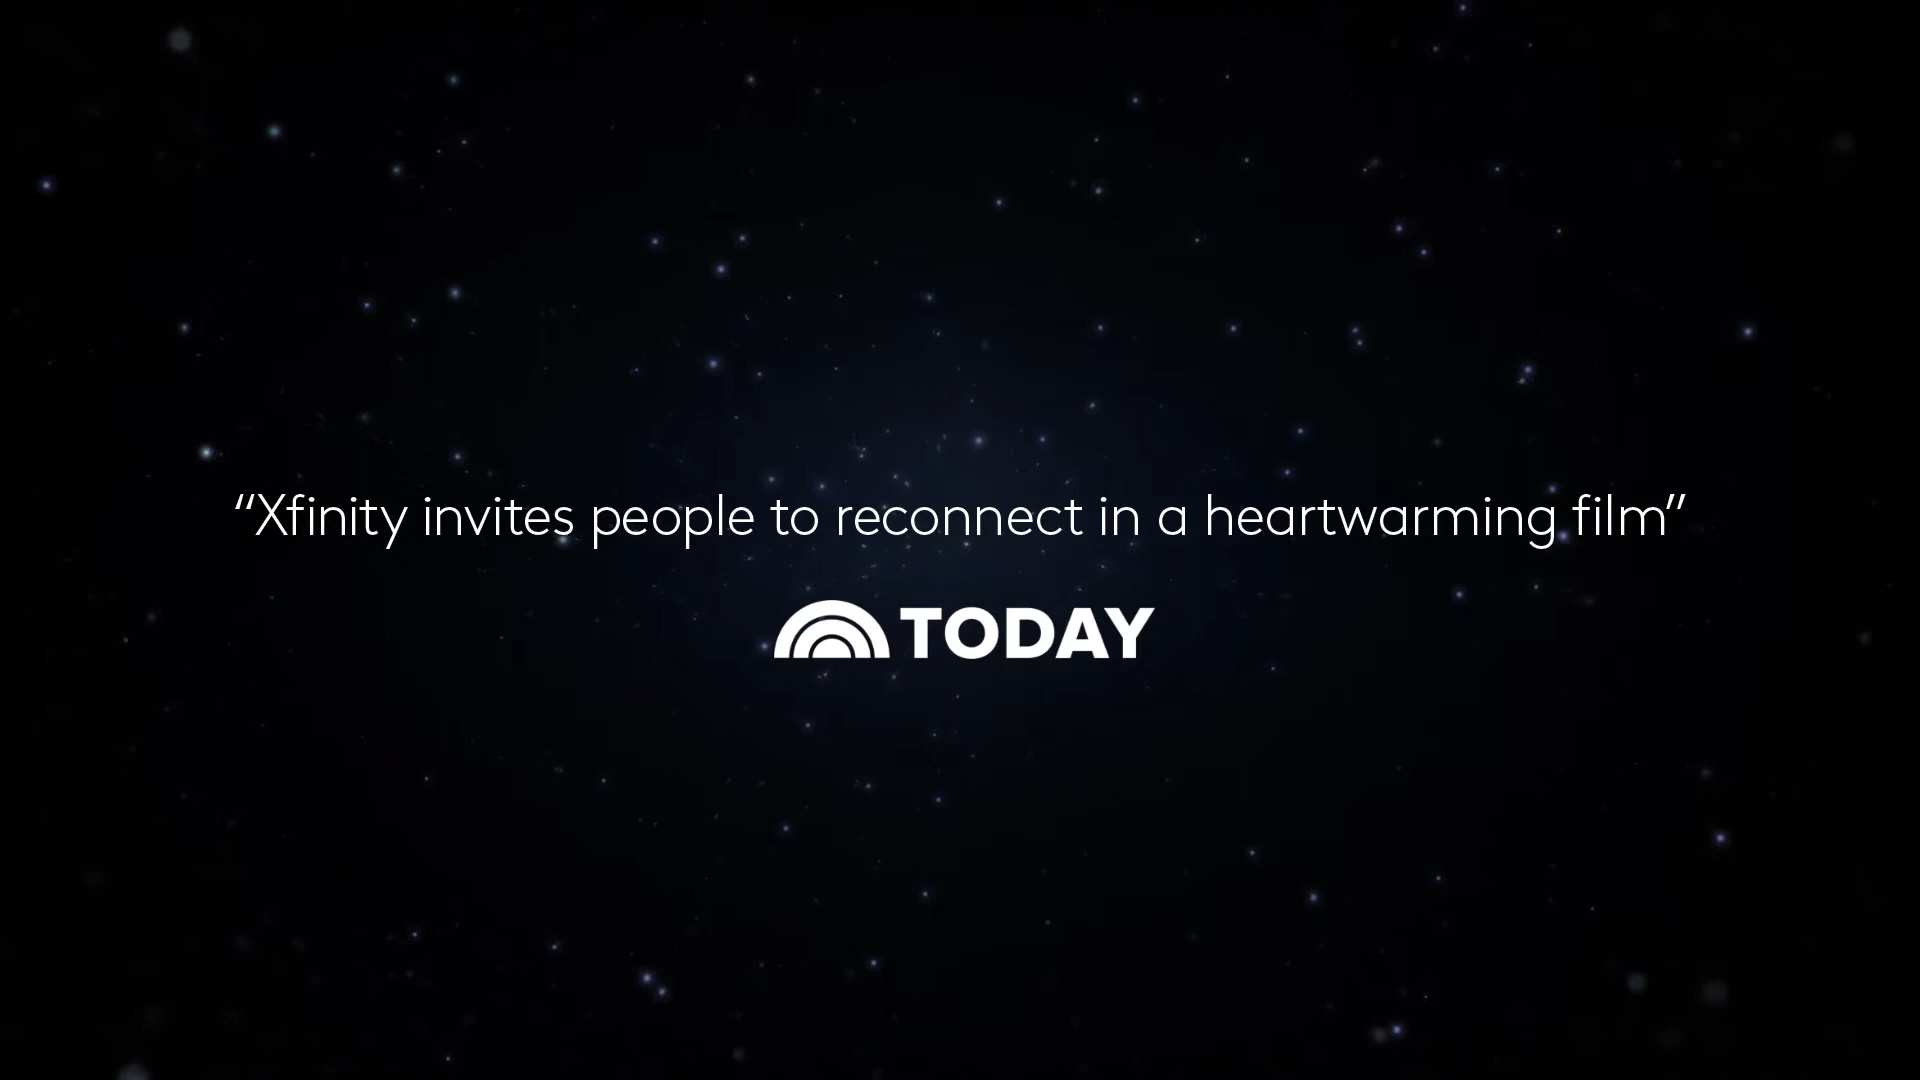 “Xfinity invites people to reconnect in a heartwarming film”
TODAY